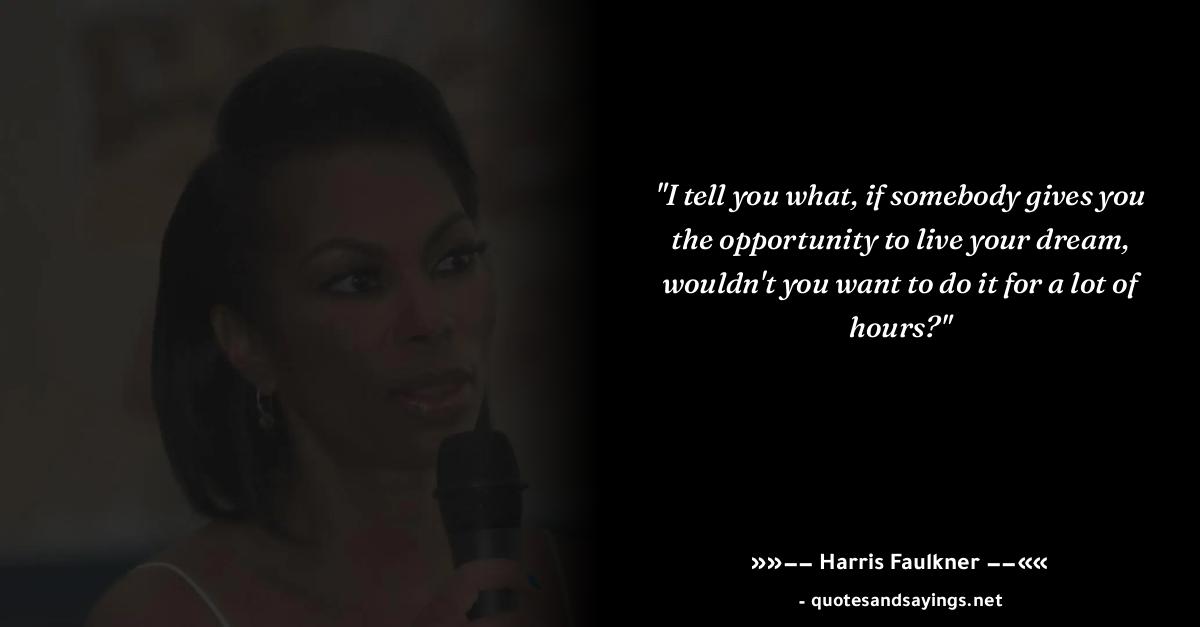 "I tell you what, if somebody gives you
the opportunity to live your dream,
wouldn't you want to do it for a lot of
hours?"
»»-- Harris Faulkner --««
- quotesandsayings.net